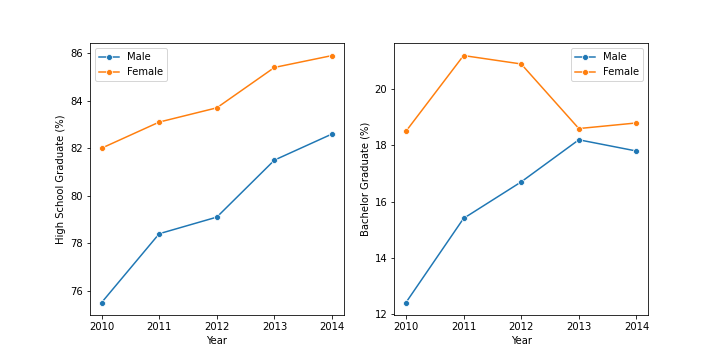 Male
Female
High School Graduate (%)
86
84
82
80
78
76
2010 2011 2012 2013 2014
Year
Male
Female
Bachelor Graduate (%)
20
18
16
14
12
2010 2011 2012 2013 2014
Year